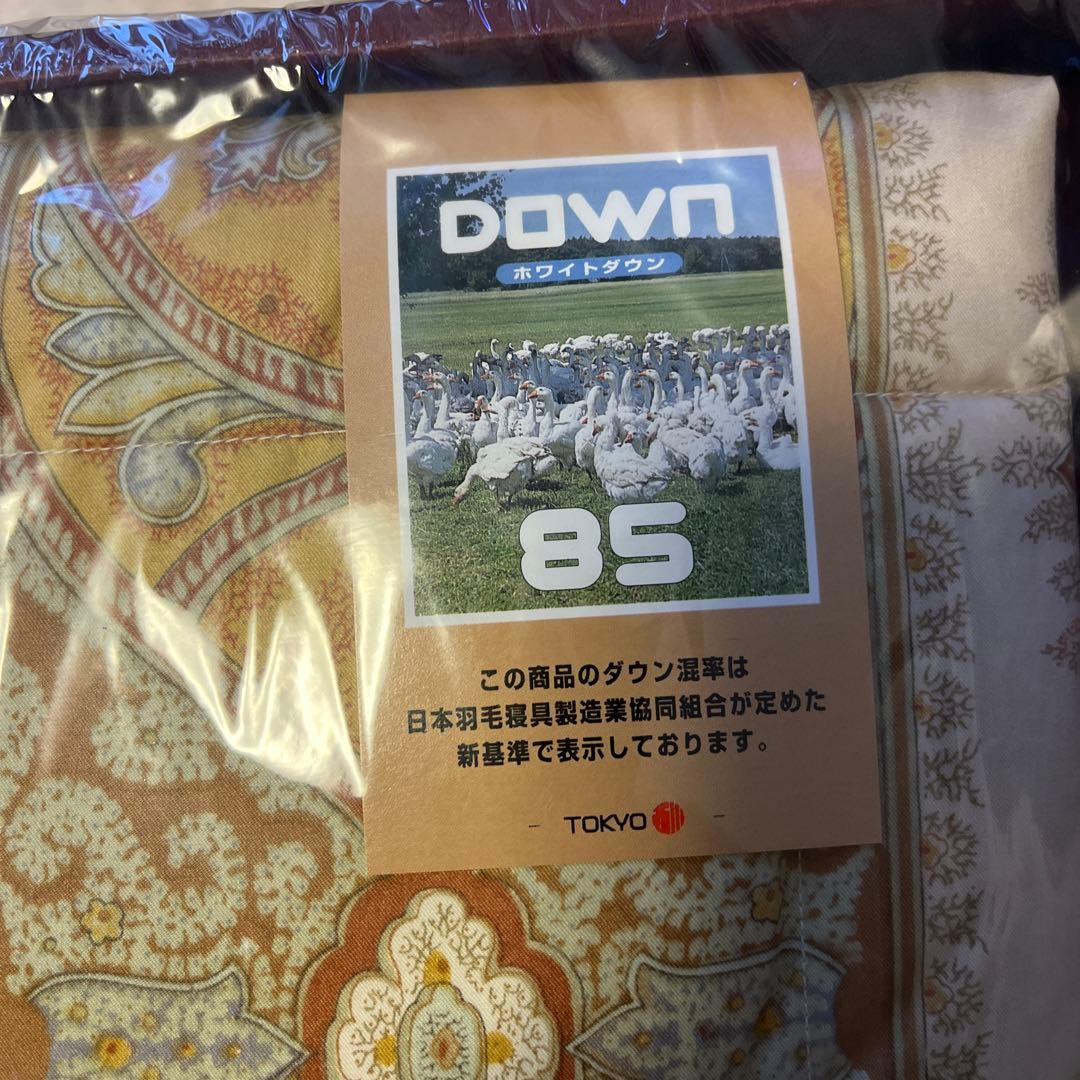 DOWN
ホワイトダウン
85
この商品のダウン混率は
日本羽毛寝具製造業協同組合が定めた
新基準で表示しております。
- TOKYO -